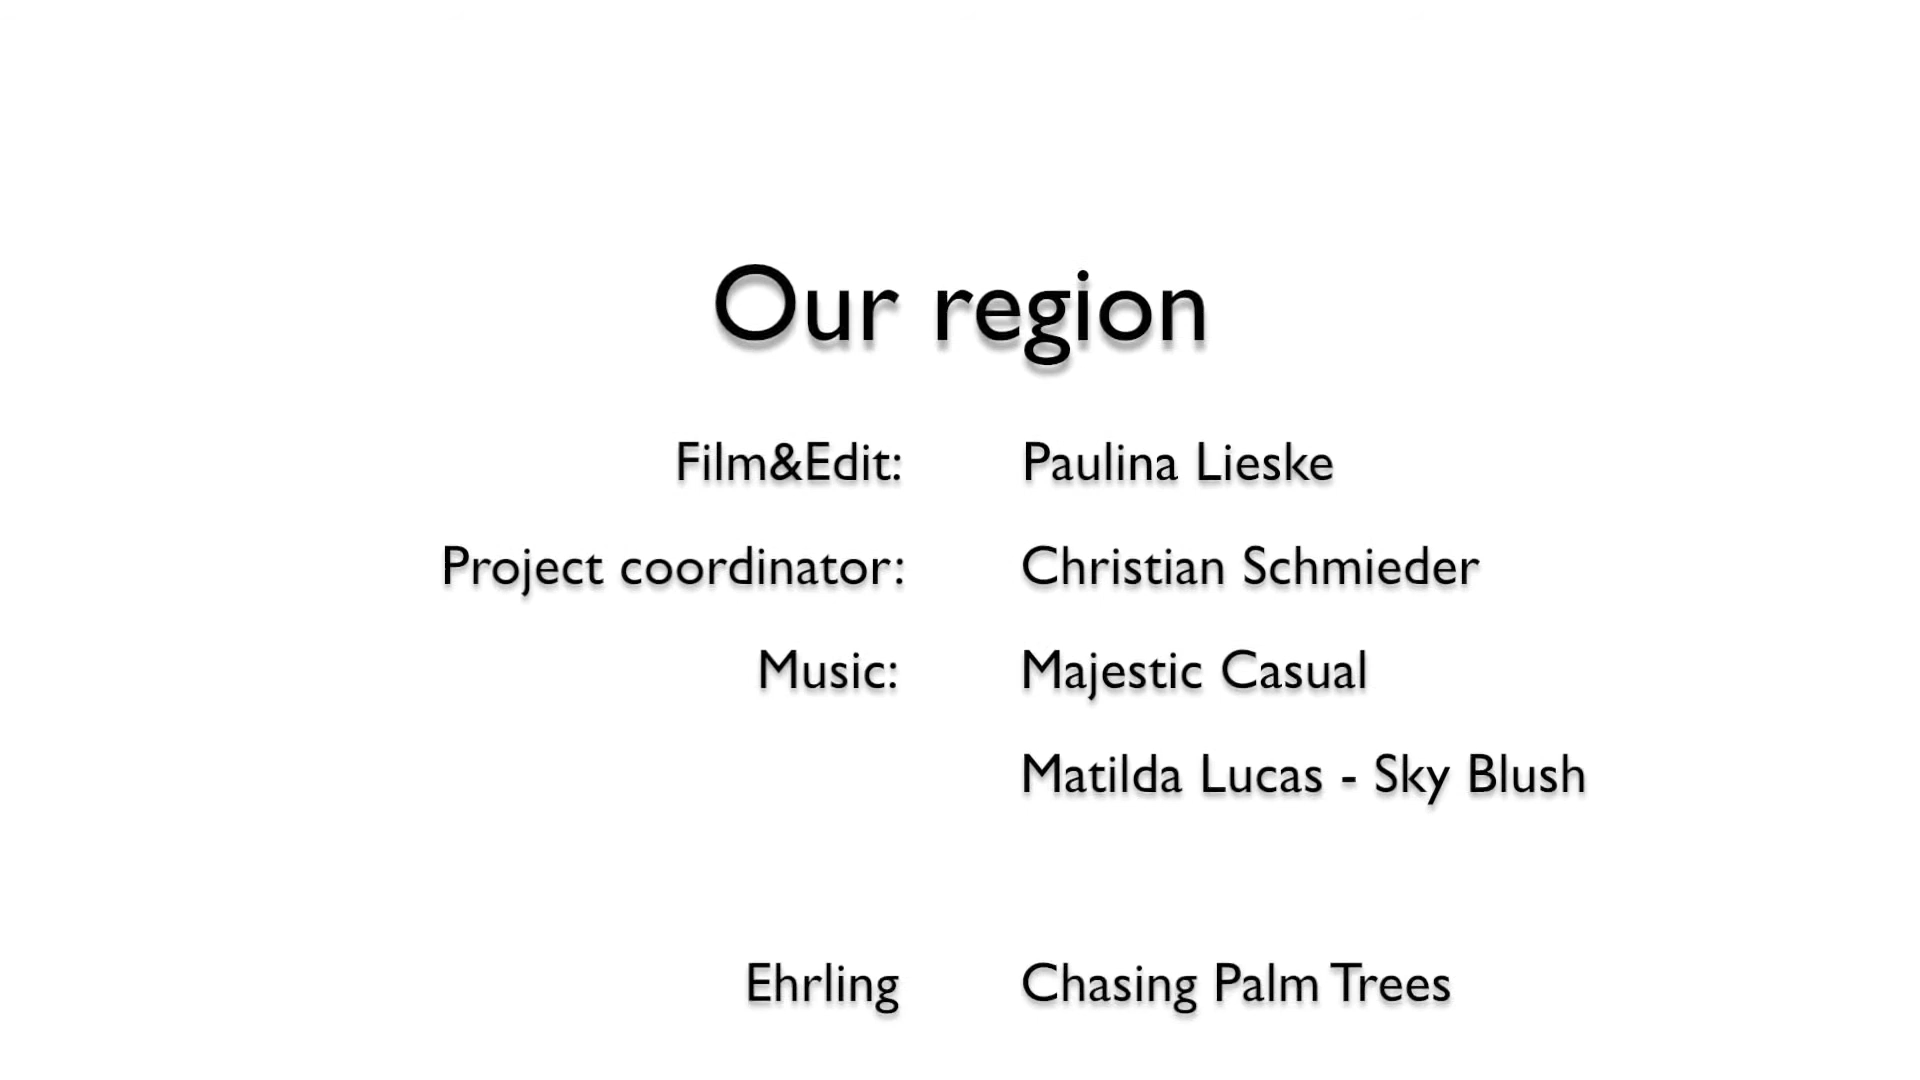 Our region
Film&Edit: Paulina Lieske
Project coordinator: Christian Schmieder
Music: Majestic Casual
Matilda Lucas - Sky Blush
Ehrling Chasing Palm Trees